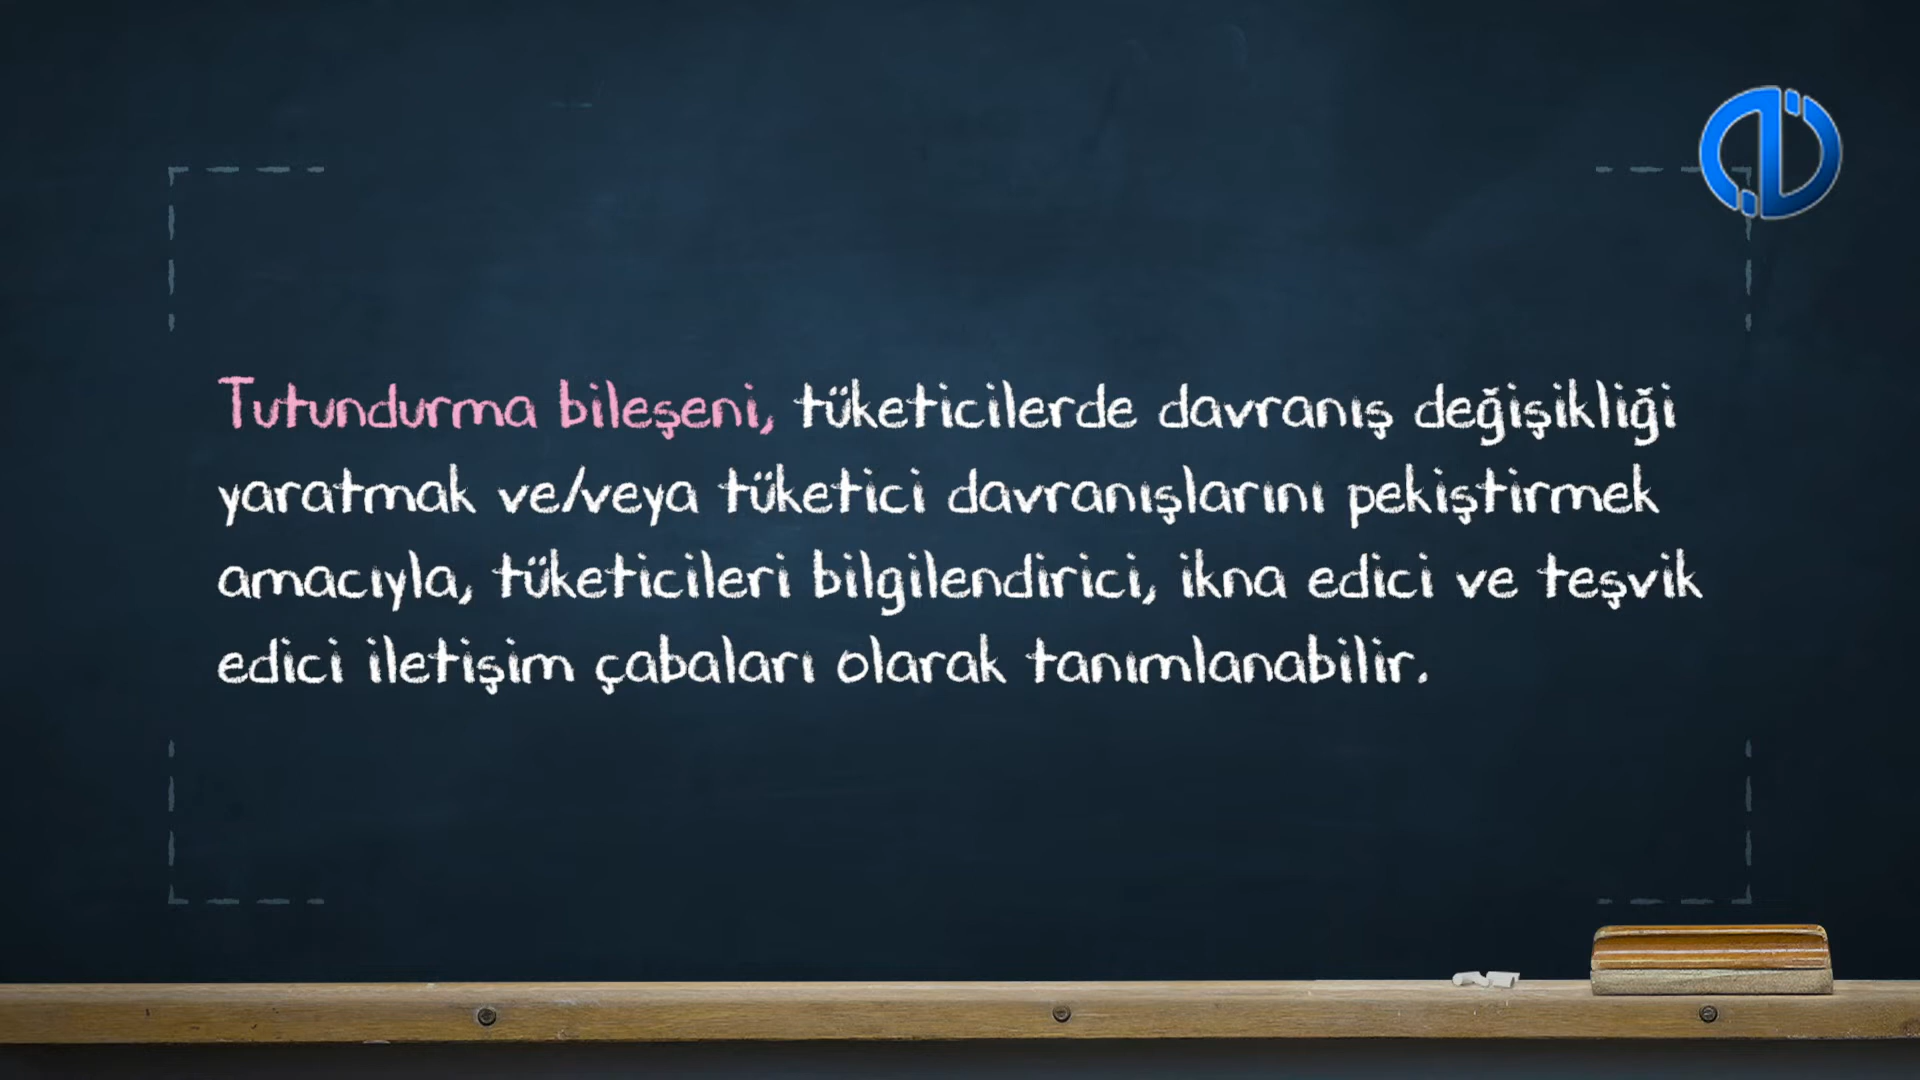 Tutundurma bileşeni, tüketicilerde davranış değişikliği
yaratmak ve/veya tüketici davranışlarını pekiştirmek
amacıyla, tüketicileri bilgilendirici, ikna edici ve teşvik
edici iletişim çabaları olarak tanımlanabilir.